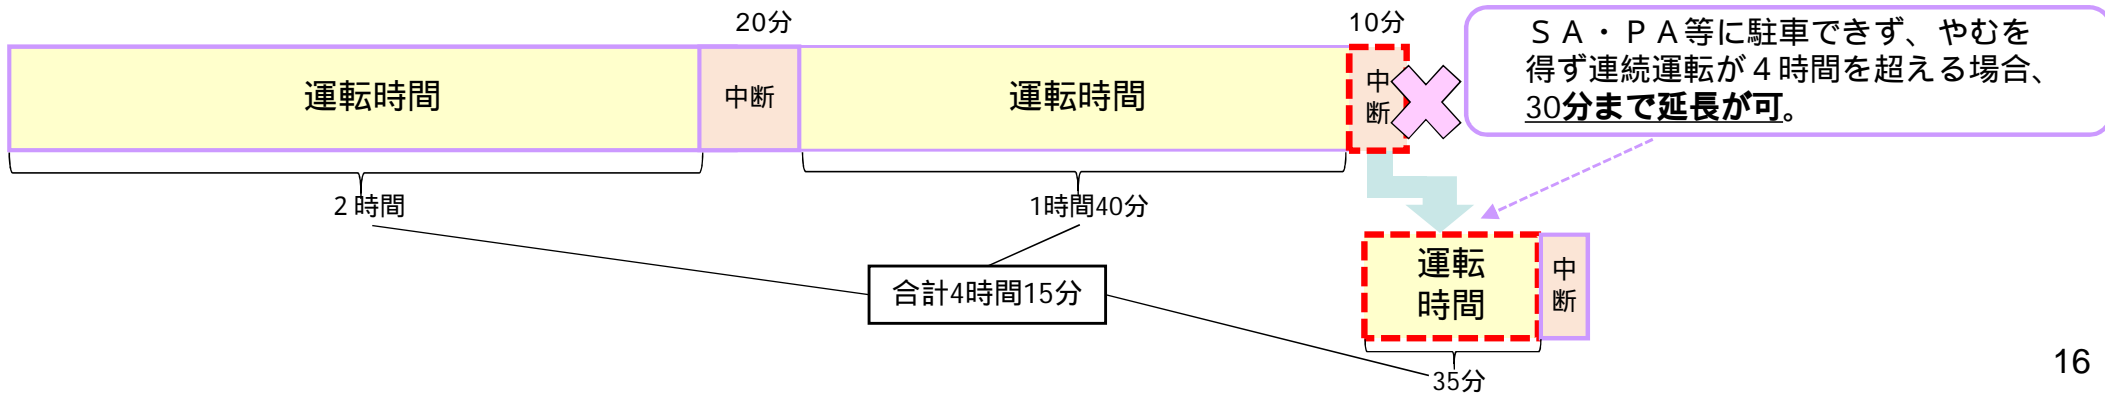 20分
10分
運転時間
中断
運転時間
中
断
ＳＡ・ＰＡ等に駐車できず、やむを
得ず連続運転が４時間を超える場合、
30分まで延長が可。
２時間
1時間40分
運転
時間
中
断
合計4時間15分
35分
16